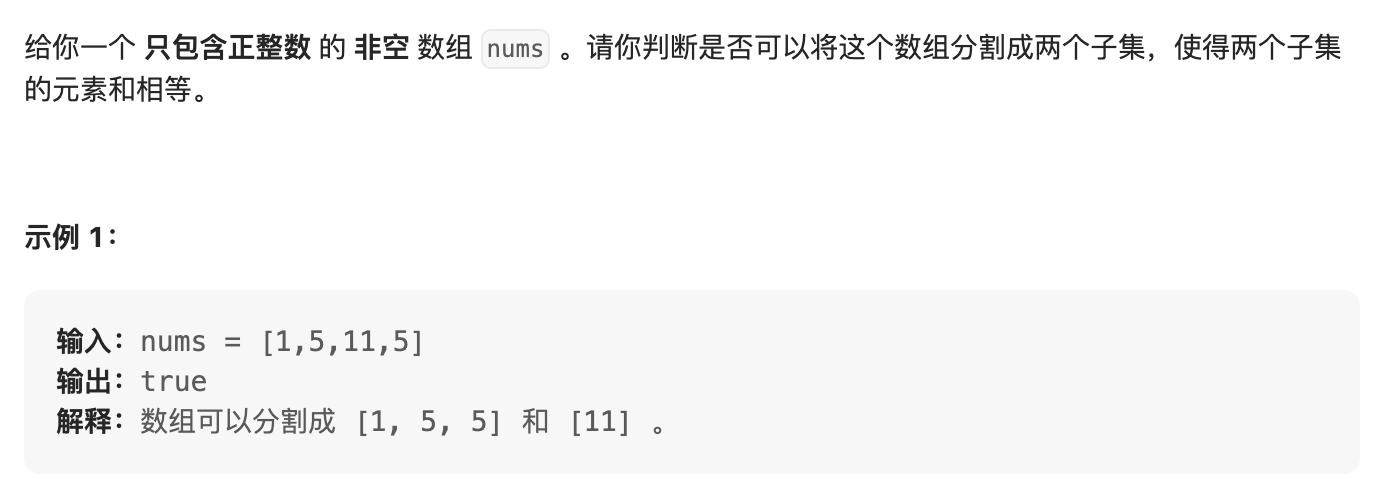 给你一个 只包含正整数 的 非空 数组 nums 。请你判断是否可以将这个数组分割成两个子集，使得两个子集
的元素和相等。
示例 1：
输入：nums = [1,5,11,5]
输出：true
解释：数组可以分割成 [1, 5, 5] 和 [11] 。